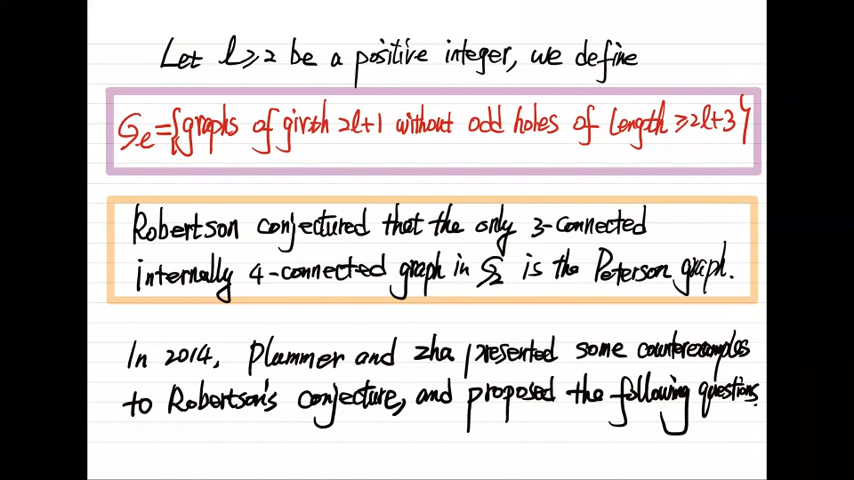 Let l ≥ 2 be a positive integer, we define
G_l = {graphs of girth 2l+1 without odd holes of length ≥ 2l+3}
Robertson conjectured that the only 3-connected
internally 4-connected graph in G_2 is the Peterson graph.
In 2014, Plummer and Zha presented some counterexamples
to Robertson's conjecture, and proposed the following questions.